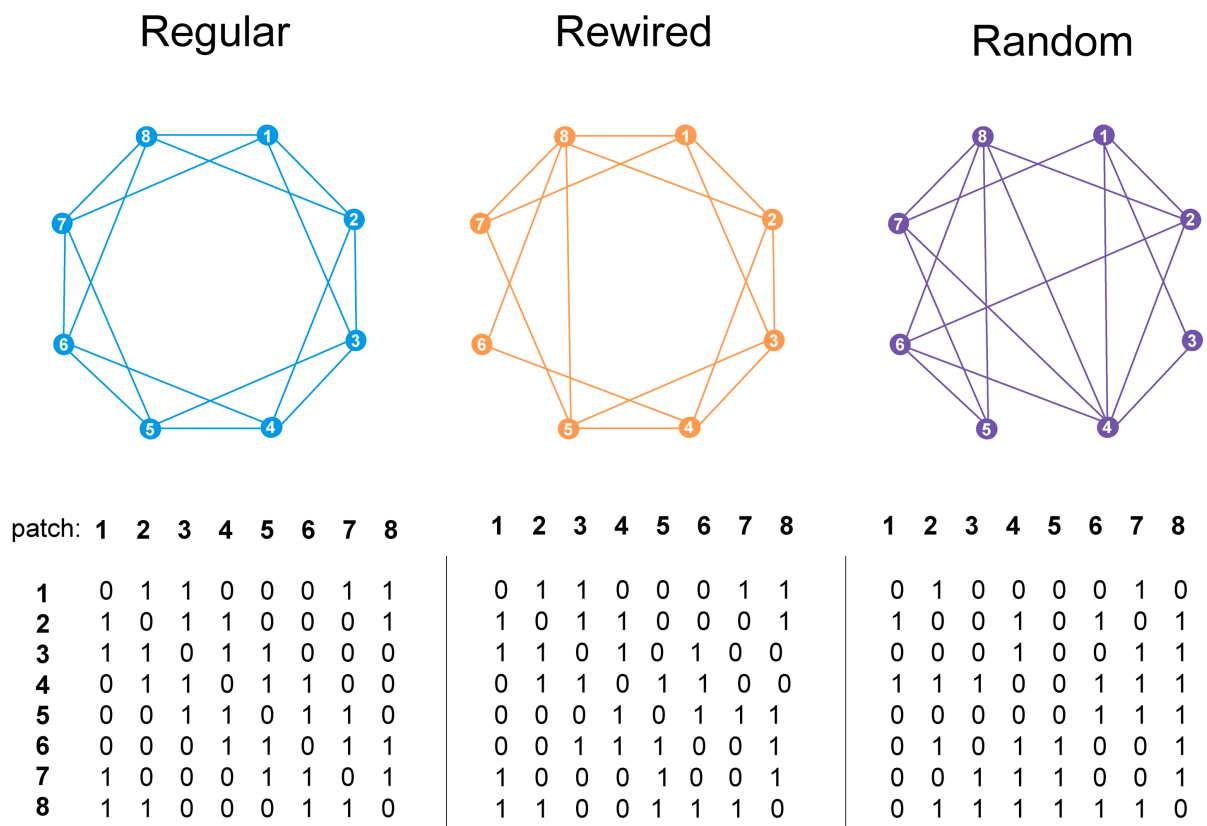 Regular Rewired Random
8 1 8 1 8 1
7 2 7 2 7 2
6 3 6 3 6 3
5 4 5 4 5 4
patch: 1 2 3 4 5 6 7 8 1 2 3 4 5 6 7 8 1 2 3 4 5 6 7 8
1 0 1 1 0 0 0 1 1 0 1 1 0 0 0 1 1 0 1 0 0 0 0 1 0
2 1 0 1 1 0 0 0 1 1 0 1 1 0 0 0 1 1 0 0 1 0 1 0 1
3 1 1 0 1 1 0 0 0 1 1 0 1 0 1 0 0 0 0 0 1 0 0 1 1
4 0 1 1 0 1 1 0 0 0 1 1 0 1 1 0 0 1 1 1 0 0 1 1 1
5 0 0 1 1 0 1 1 0 0 0 0 1 0 1 1 1 0 0 0 0 0 1 1 1
6 0 0 0 1 1 0 1 1 0 0 1 1 1 0 0 1 0 1 0 1 1 0 0 1
7 1 0 0 0 1 1 0 1 1 0 0 0 1 0 0 1 0 0 1 1 1 0 0 1
8 1 1 0 0 0 1 1 0 1 1 0 0 1 1 1 0 0 1 1 1 1 1 1 0